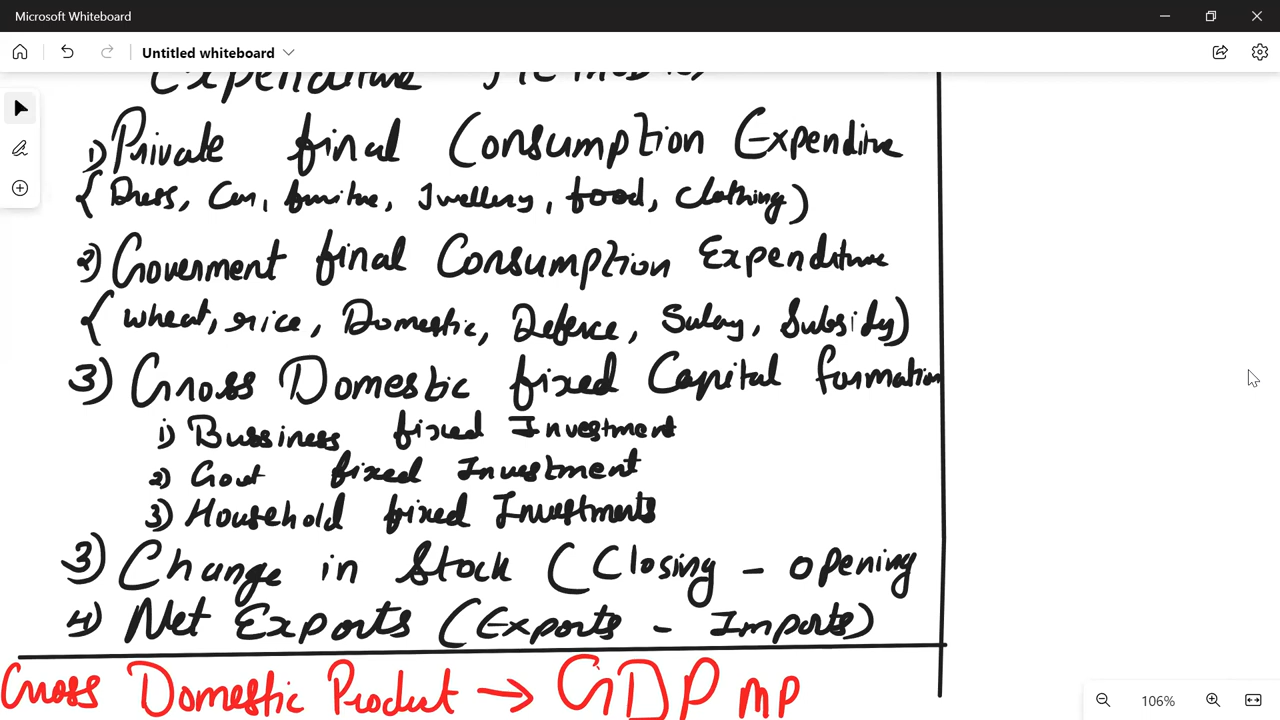 Microsoft Whiteboard
Untitled whiteboard
Expenditure
1) Private final Consumption Expenditure
{ Dress, Car, furnitue, Jwellery, food, Clothing)
2) Government final Consumption Expenditure
{ wheat, rice, Domestic, Defence, Salary, Subsidy)
3) Gross Domestic fixed Capital formation
1) Bussiness fixed Investment
2) Govt fixed Investment
3) Household fixed Investments
3) Change in Stock (Closing - opening
4) Net Exports (Exports - Imports)
Gross Domestic Product → GDP MP
106%